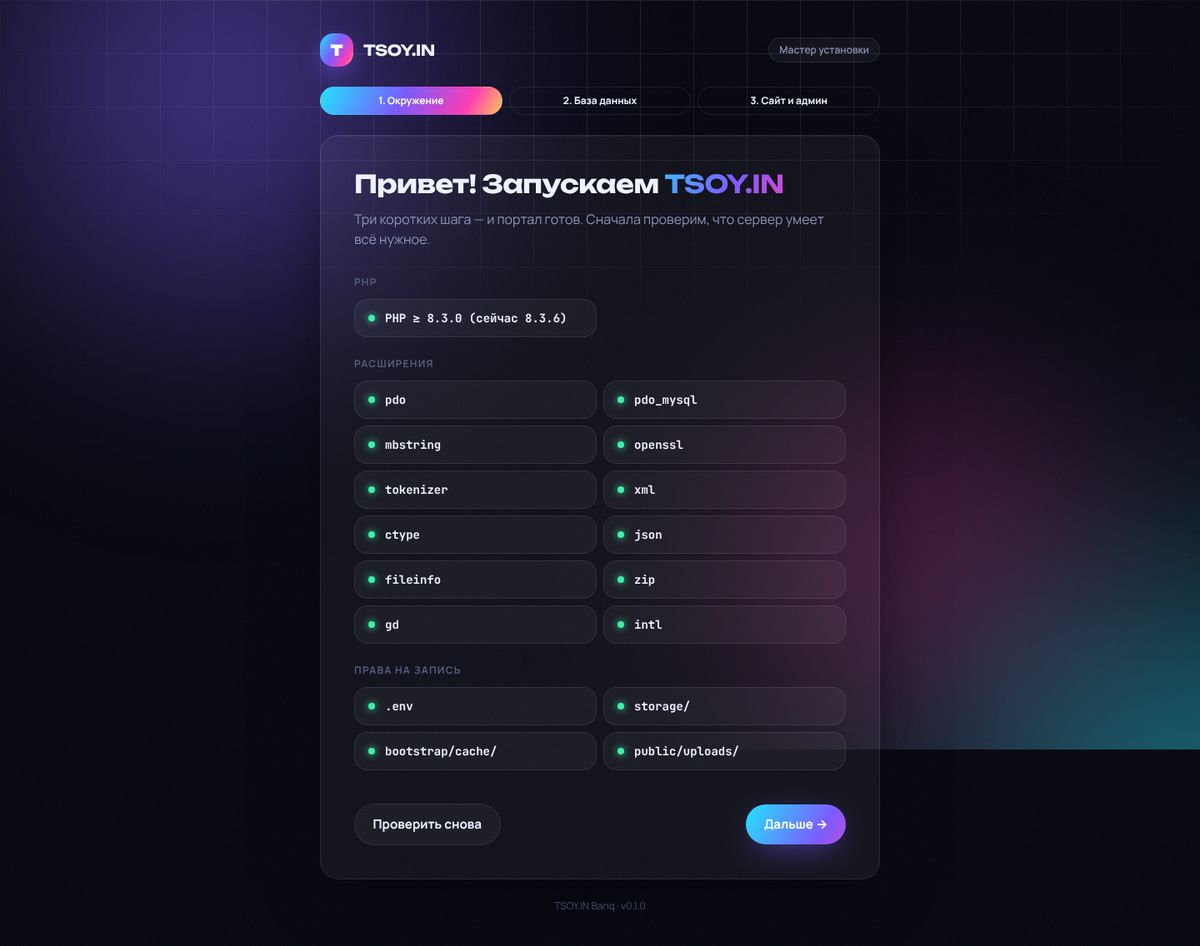 T TSOY.IN
Мастер установки
1. Окружение
2. База данных
3. Сайт и админ
Привет! Запускаем TSOY.IN
Три коротких шага — и портал готов. Сначала проверим, что сервер умеет
всё нужное.
PHP
PHP ≥ 8.3.0 (сейчас 8.3.6)
РАСШИРЕНИЯ
pdo
pdo_mysql
mbstring
openssl
tokenizer
xml
ctype
json
fileinfo
zip
gd
intl
ПРАВА НА ЗАПИСЬ
.env
storage/
bootstrap/cache/
public/uploads/
Проверить снова
Дальше →
TSOY.IN Banq · v0.1.0